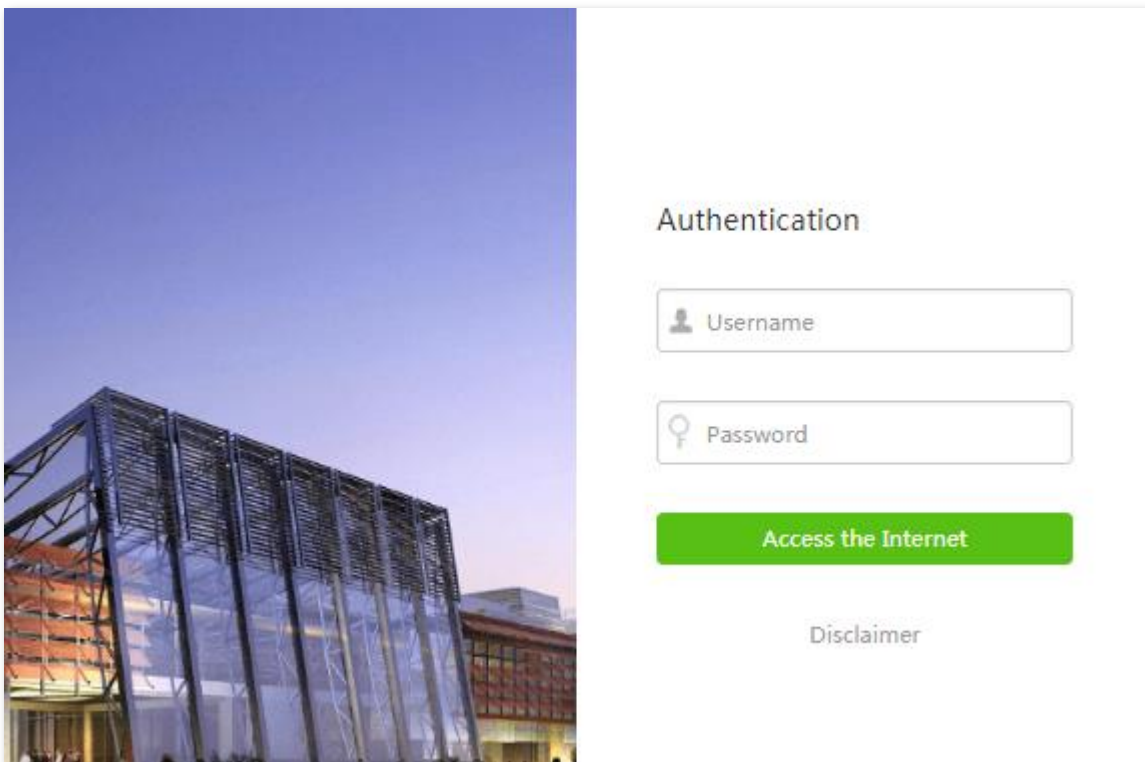 Authentication
Username
Password
Access the Internet
Disclaimer